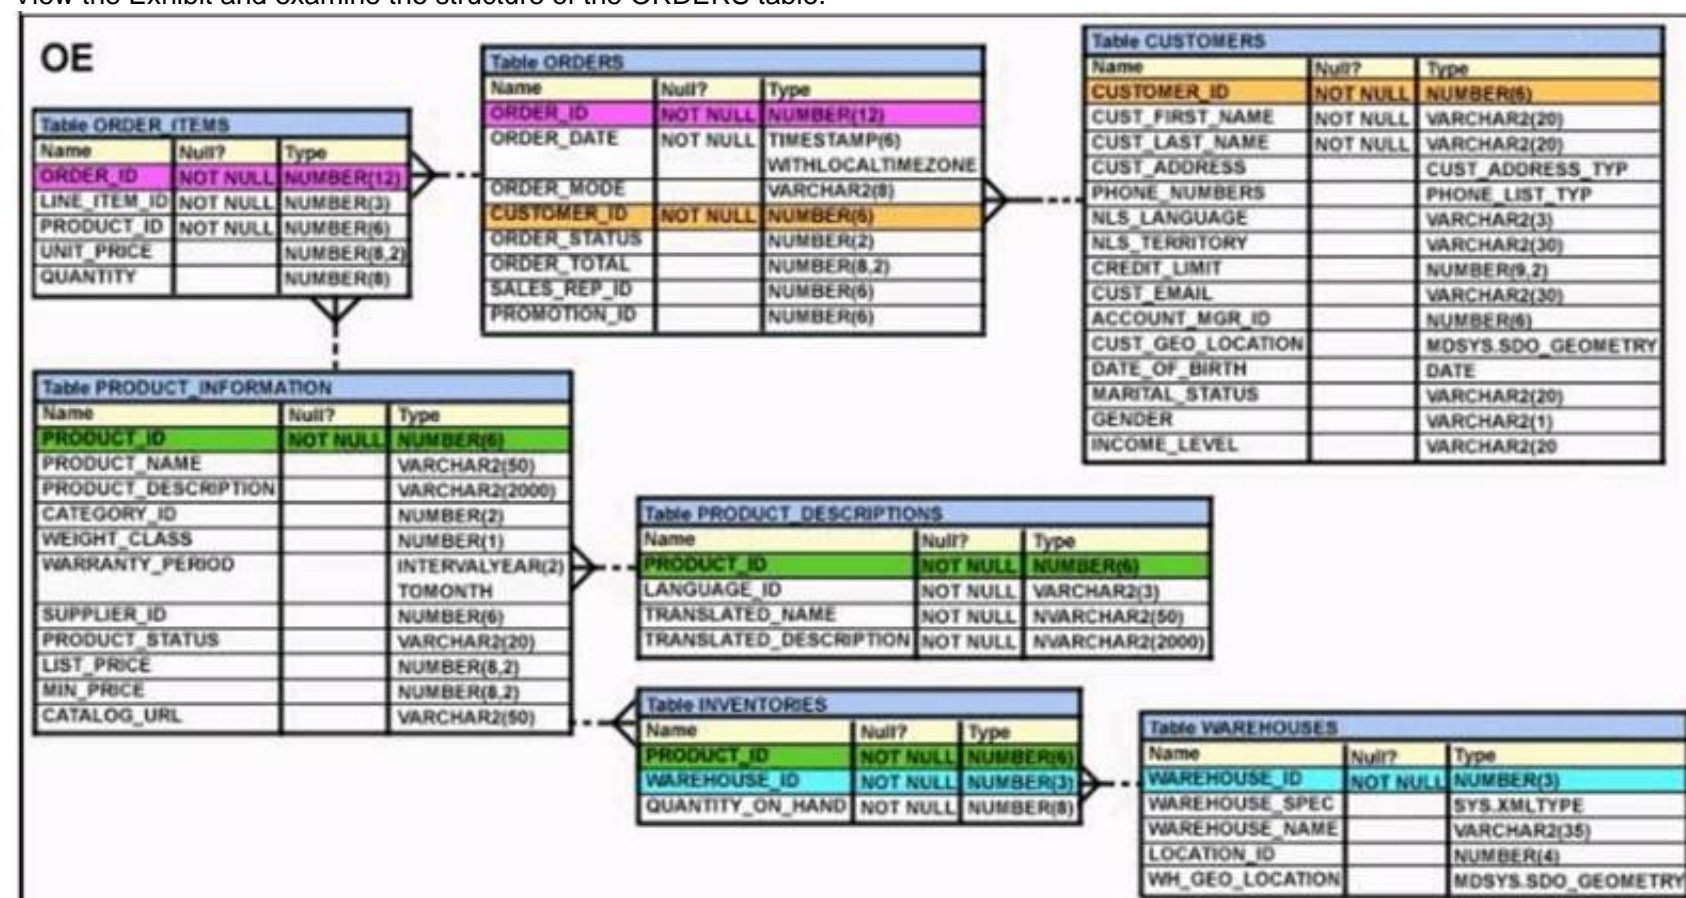 View the Exhibit and examine the structure of the ORDERS table.
OE
Table ORDER_ITEMS
Name Null? Type
ORDER_ID NOT NULL NUMBER(12)
LINE_ITEM_ID NOT NULL NUMBER(3)
PRODUCT_ID NOT NULL NUMBER(6)
UNIT_PRICE NUMBER(8,2)
QUANTITY NUMBER(8)
Table ORDERS
Name Null? Type
ORDER_ID NOT NULL NUMBER(12)
ORDER_DATE NOT NULL TIMESTAMP(6)
WITHLOCALTIMEZONE
ORDER_MODE VARCHAR2(8)
CUSTOMER_ID NOT NULL NUMBER(6)
ORDER_STATUS NUMBER(2)
ORDER_TOTAL NUMBER(8,2)
SALES_REP_ID NUMBER(6)
PROMOTION_ID NUMBER(6)
Table CUSTOMERS
Name Null? Type
CUSTOMER_ID NOT NULL NUMBER(6)
CUST_FIRST_NAME NOT NULL VARCHAR2(20)
CUST_LAST_NAME NOT NULL VARCHAR2(20)
CUST_ADDRESS CUST_ADDRESS_TYP
PHONE_NUMBERS PHONE_LIST_TYP
NLS_LANGUAGE VARCHAR2(3)
NLS_TERRITORY VARCHAR2(30)
CREDIT_LIMIT NUMBER(9,2)
CUST_EMAIL VARCHAR2(30)
ACCOUNT_MGR_ID NUMBER(6)
CUST_GEO_LOCATION MDSYS.SDO_GEOMETRY
DATE_OF_BIRTH DATE
MARITAL_STATUS VARCHAR2(20)
GENDER VARCHAR2(1)
INCOME_LEVEL VARCHAR2(20
Table PRODUCT_INFORMATION
Name Null? Type
PRODUCT_ID NOT NULL NUMBER(6)
PRODUCT_NAME VARCHAR2(50)
PRODUCT_DESCRIPTION VARCHAR2(2000)
CATEGORY_ID NUMBER(2)
WEIGHT_CLASS NUMBER(1)
WARRANTY_PERIOD INTERVALYEAR(2)
TOMONTH
SUPPLIER_ID NUMBER(6)
PRODUCT_STATUS VARCHAR2(20)
LIST_PRICE NUMBER(8,2)
MIN_PRICE NUMBER(8,2)
CATALOG_URL VARCHAR2(50)
Table PRODUCT_DESCRIPTIONS
Name Null? Type
PRODUCT_ID NOT NULL NUMBER(6)
LANGUAGE_ID NOT NULL VARCHAR2(3)
TRANSLATED_NAME NOT NULL NVARCHAR2(50)
TRANSLATED_DESCRIPTION NOT NULL NVARCHAR2(2000)
Table INVENTORIES
Name Null? Type
PRODUCT_ID NOT NULL NUMBER(6)
WAREHOUSE_ID NOT NULL NUMBER(3)
QUANTITY_ON_HAND NOT NULL NUMBER(8)
Table WAREHOUSES
Name Null? Type
WAREHOUSE_ID NOT NULL NUMBER(3)
WAREHOUSE_SPEC SYS.XMLTYPE
WAREHOUSE_NAME VARCHAR2(35)
LOCATION_ID NUMBER(4)
WH_GEO_LOCATION MDSYS.SDO_GEOMETRY